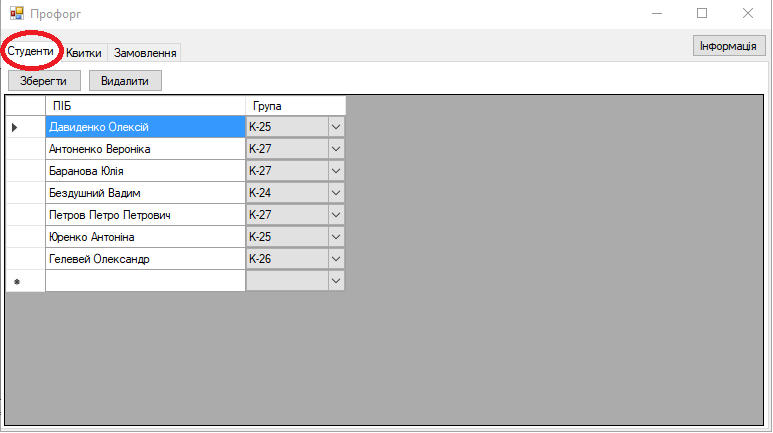 Профорг
Студенти Квитки Замовлення Інформація
Зберегти Видалити
ПІБ Група
Давиденко Олексій К-25
Антоненко Вероніка К-27
Баранова Юлія К-27
Бездушний Вадим К-24
Петров Петро Петрович К-27
Юренко Антоніна К-25
Гелевей Олександр К-26